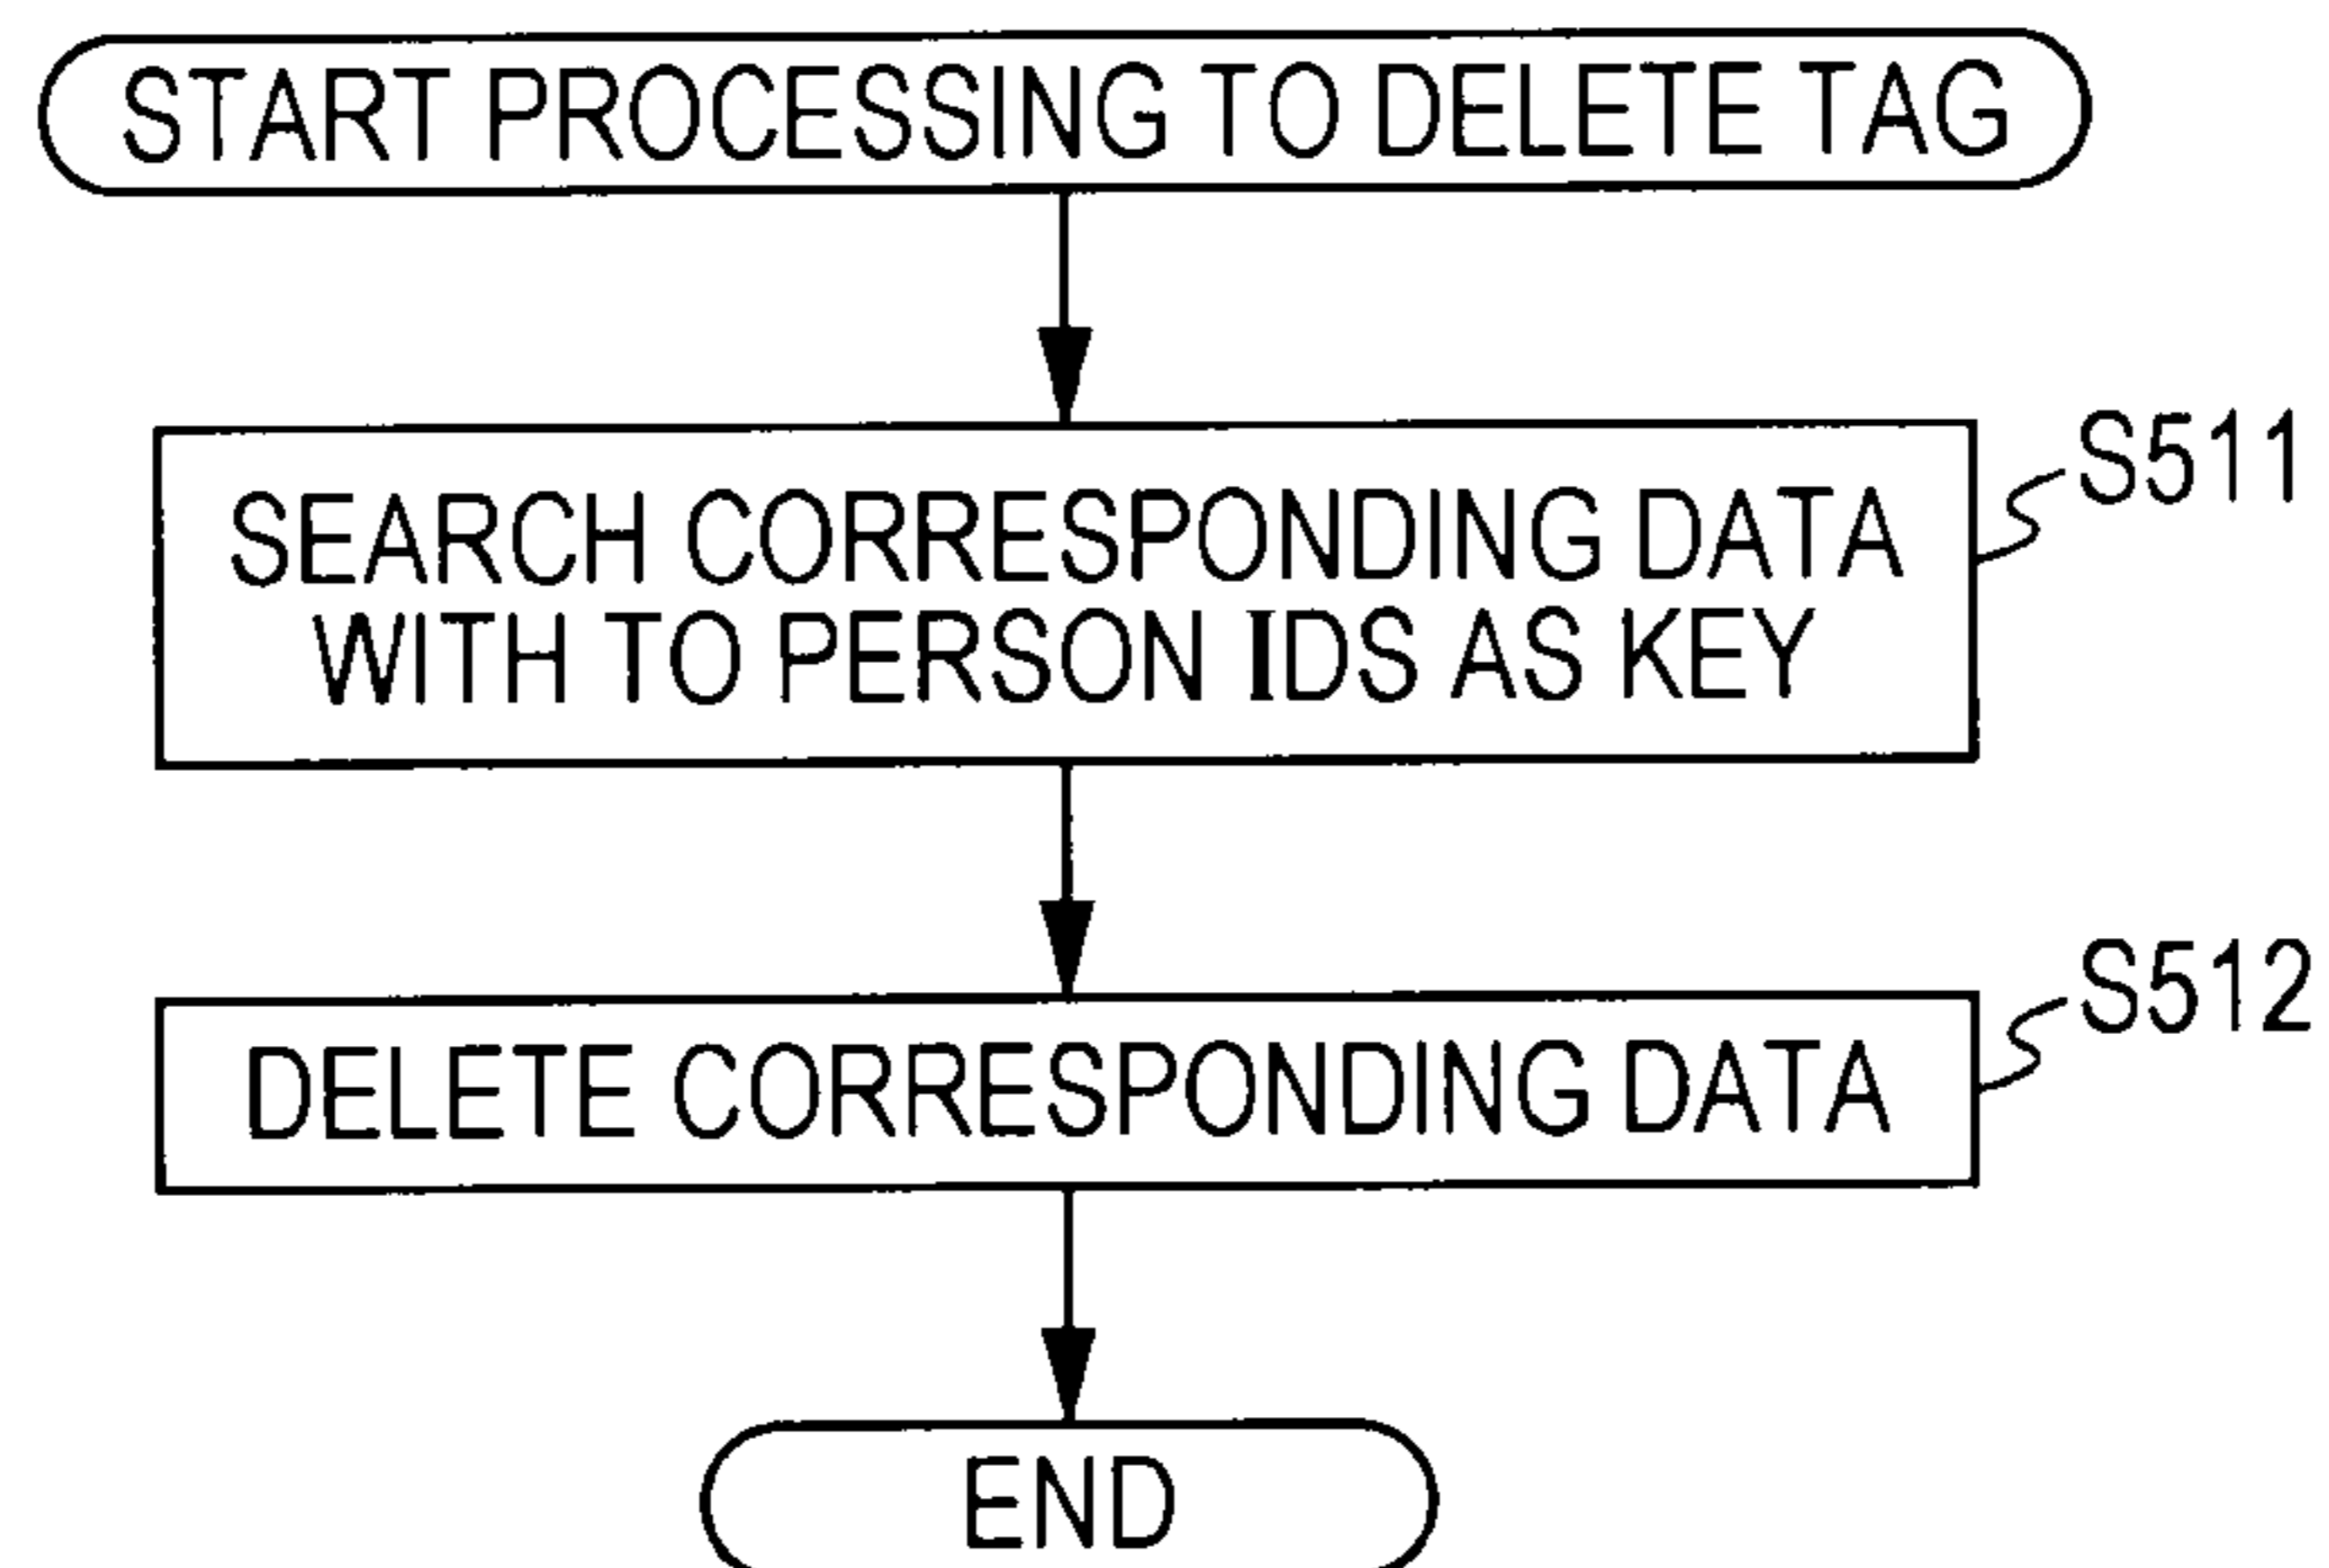 START PROCESSING TO DELETE TAG
S511
SEARCH CORRESPONDING DATA
WITH TO PERSON IDS AS KEY
S512
DELETE CORRESPONDING DATA
END